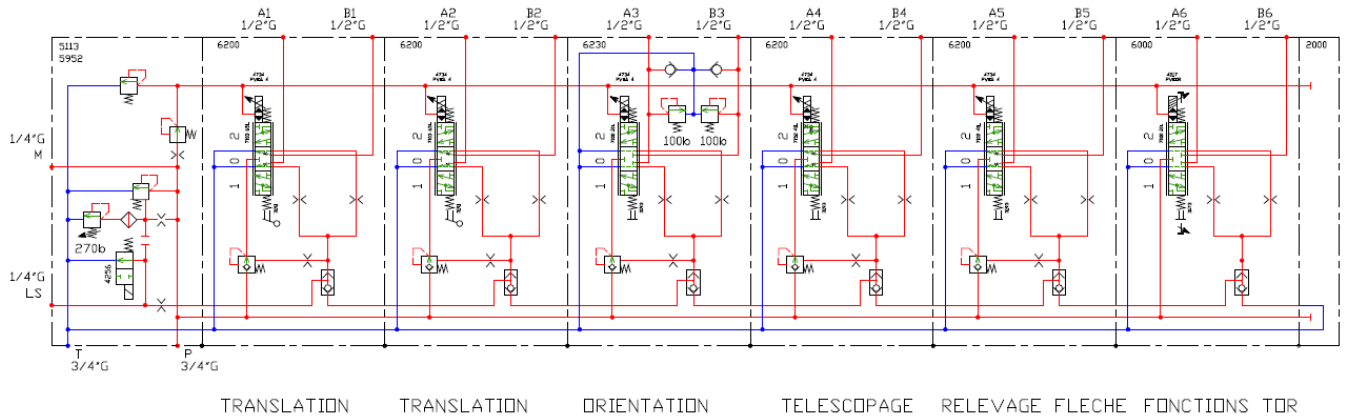 A1 B1 A2 B2 A3 B3 A4 B4 A5 B5 A6 B6
1/2"G 1/2"G 1/2"G 1/2"G 1/2"G 1/2"G 1/2"G 1/2"G 1/2"G 1/2"G 1/2"G 1/2"G
5113 6200 6200 6230 6200 6200 6000 2000
5952
2 2 2 2 2 2
1/4"G 100b 100b
M 0 0 0 0 0 0
1 1 1 1 1 1
270b
1/4"G 4256
LS
T P
3/4"G 3/4"G
TRANSLATION TRANSLATION ORIENTATION TELESCOPAGE RELEVAGE FLECHE FONCTIONS TOR